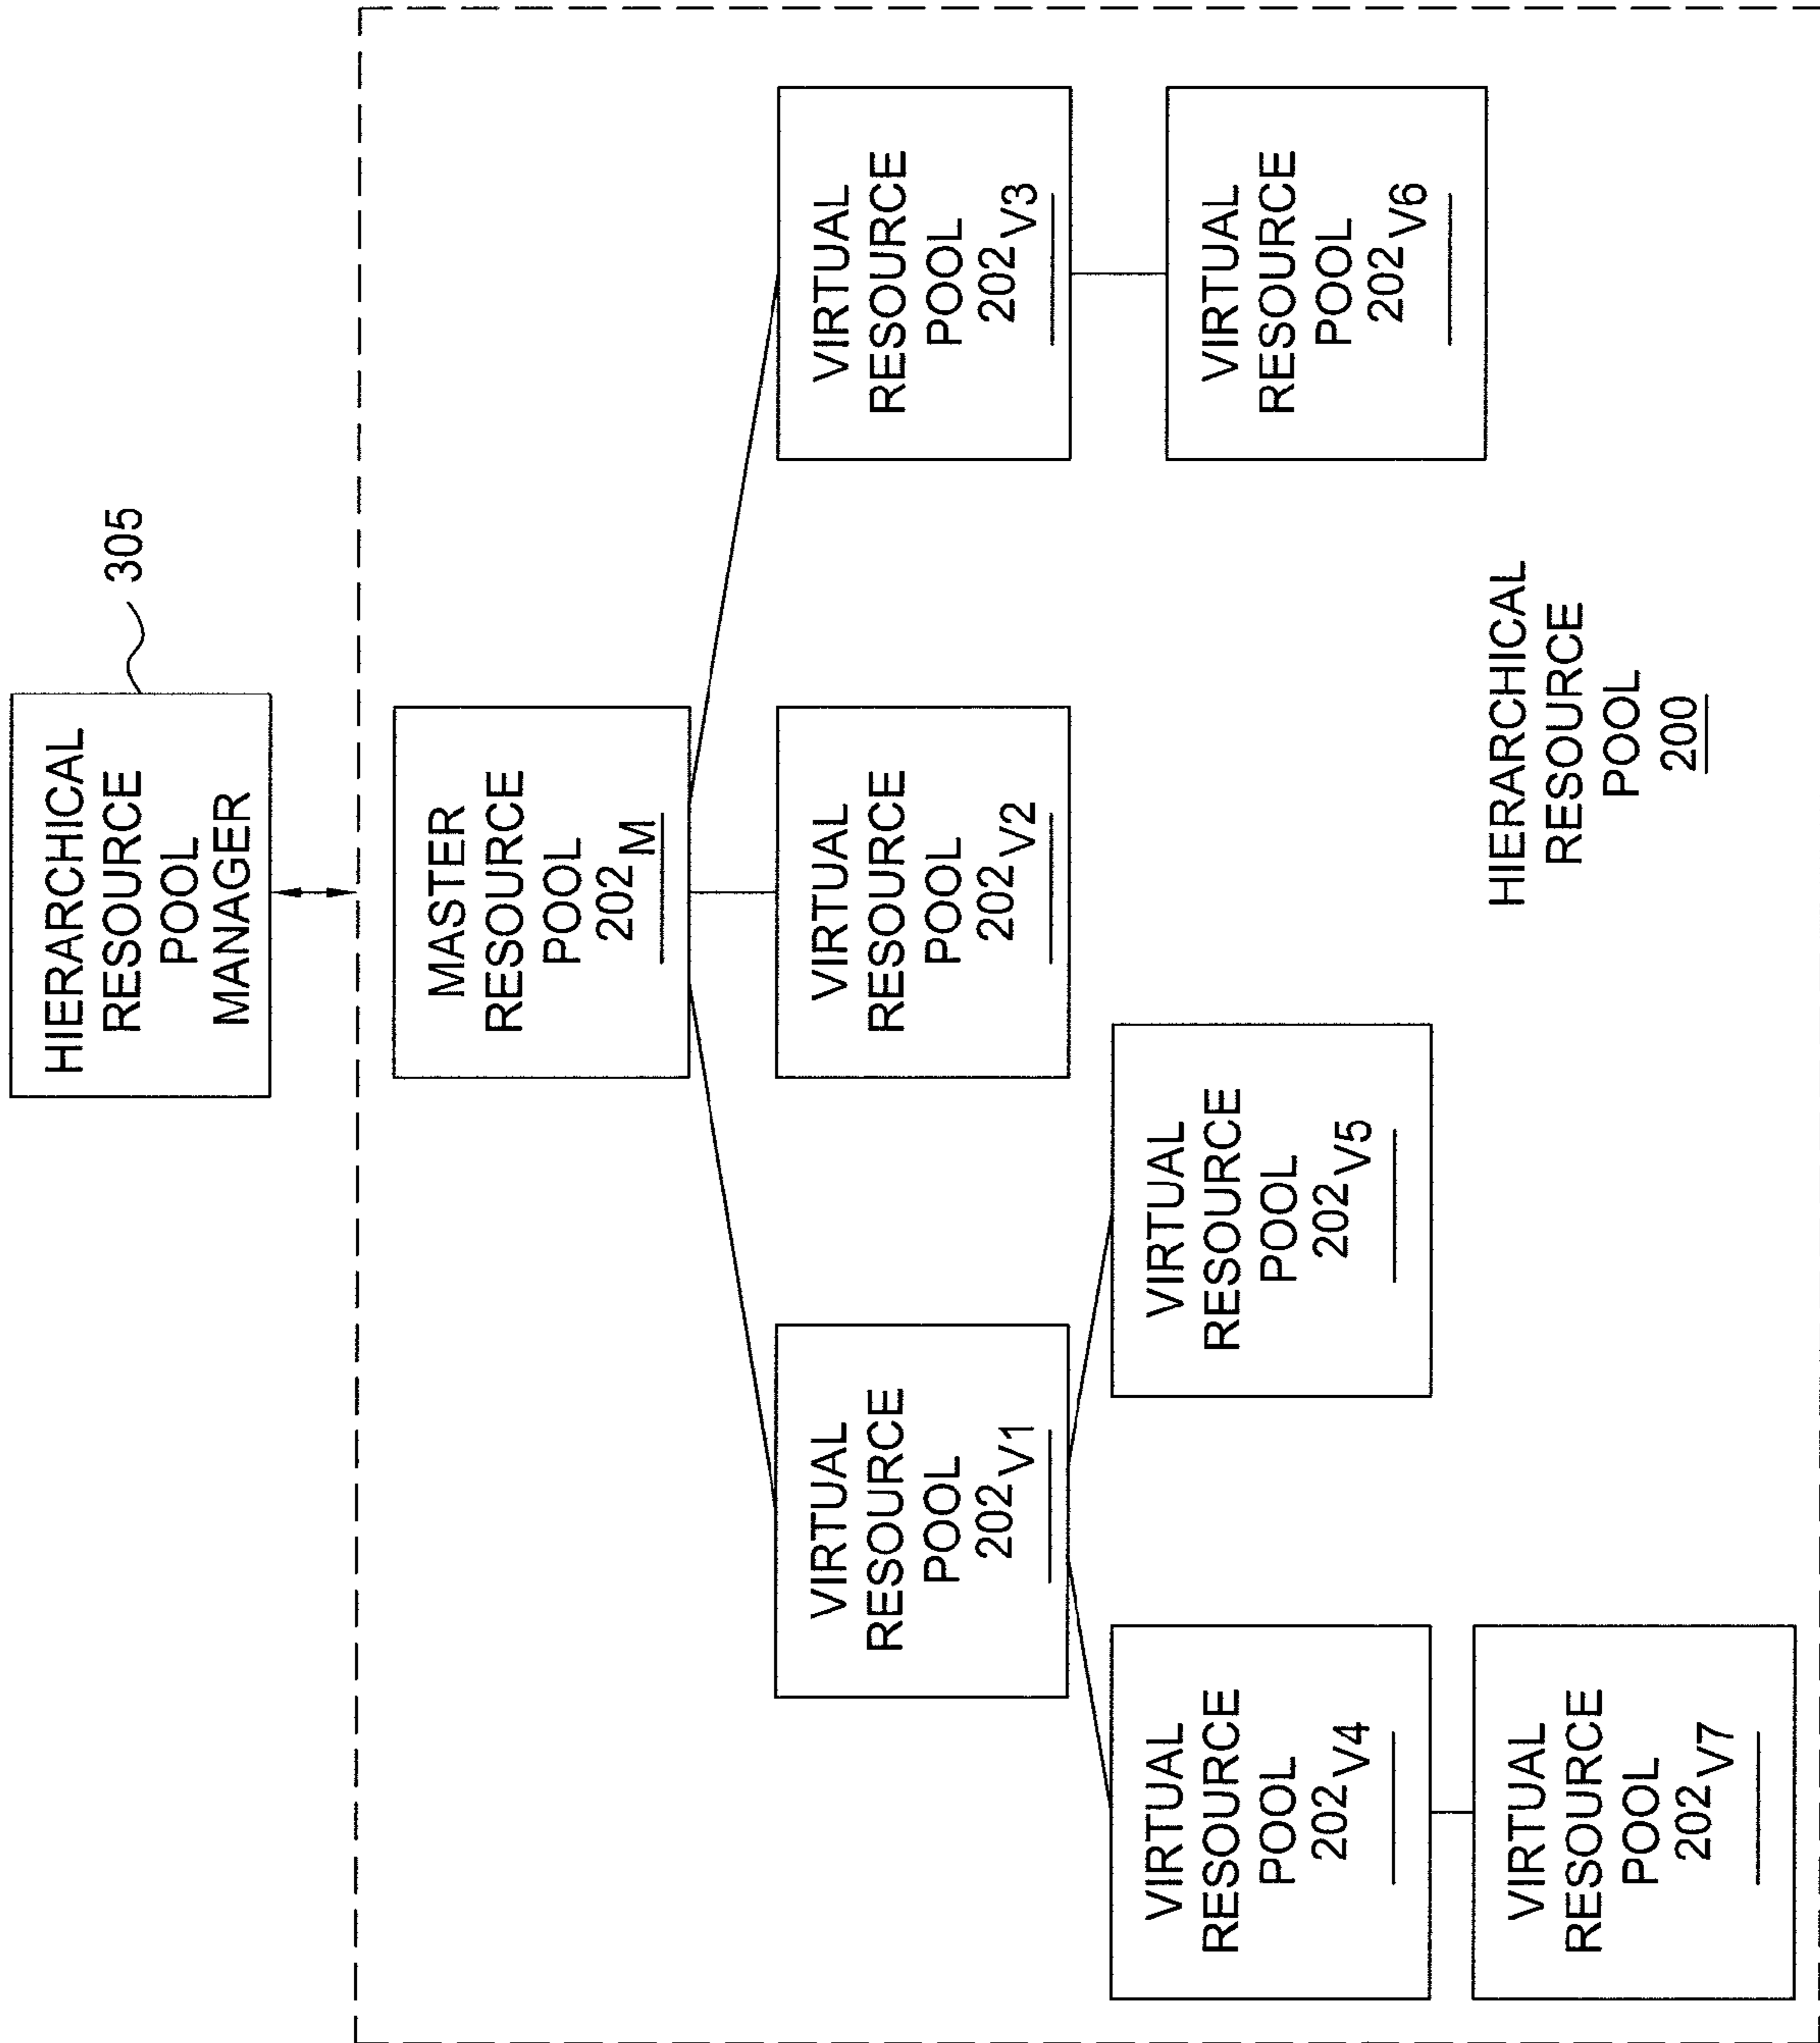 HIERARCHICAL
RESOURCE
POOL
MANAGER
305
MASTER
RESOURCE
POOL
202M
VIRTUAL
RESOURCE
POOL
202V1
VIRTUAL
RESOURCE
POOL
202V2
VIRTUAL
RESOURCE
POOL
202V3
VIRTUAL
RESOURCE
POOL
202V4
VIRTUAL
RESOURCE
POOL
202V5
VIRTUAL
RESOURCE
POOL
202V6
VIRTUAL
RESOURCE
POOL
202V7
HIERARCHICAL
RESOURCE
POOL
200